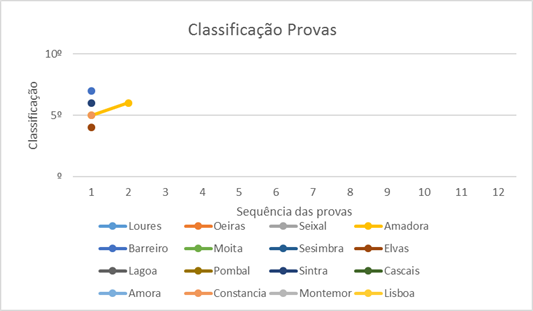 Classificação Provas
10º
5º
º
Classificação
1 2 3 4 5 6 7 8 9 10 11 12
Sequência das provas
Loures Oeiras Seixal Amadora
Barreiro Moita Sesimbra Elvas
Lagoa Pombal Sintra Cascais
Amora Constancia Montemor Lisboa